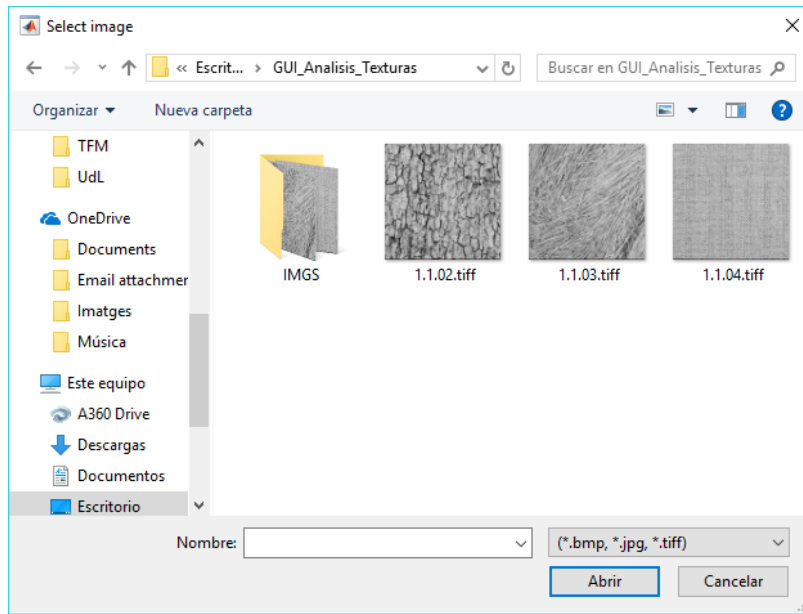 Select image
« Escrit... › GUI_Analisis_Texturas
Buscar en GUI_Analisis_Texturas
Organizar
Nueva carpeta
TFM
UdL
OneDrive
Documents
Email attachmer
Imatges
Música
Este equipo
A360 Drive
Descargas
Documentos
Escritorio
IMGS
1.1.02.tiff
1.1.03.tiff
1.1.04.tiff
Nombre:
(*.bmp, *.jpg, *.tiff)
Abrir
Cancelar